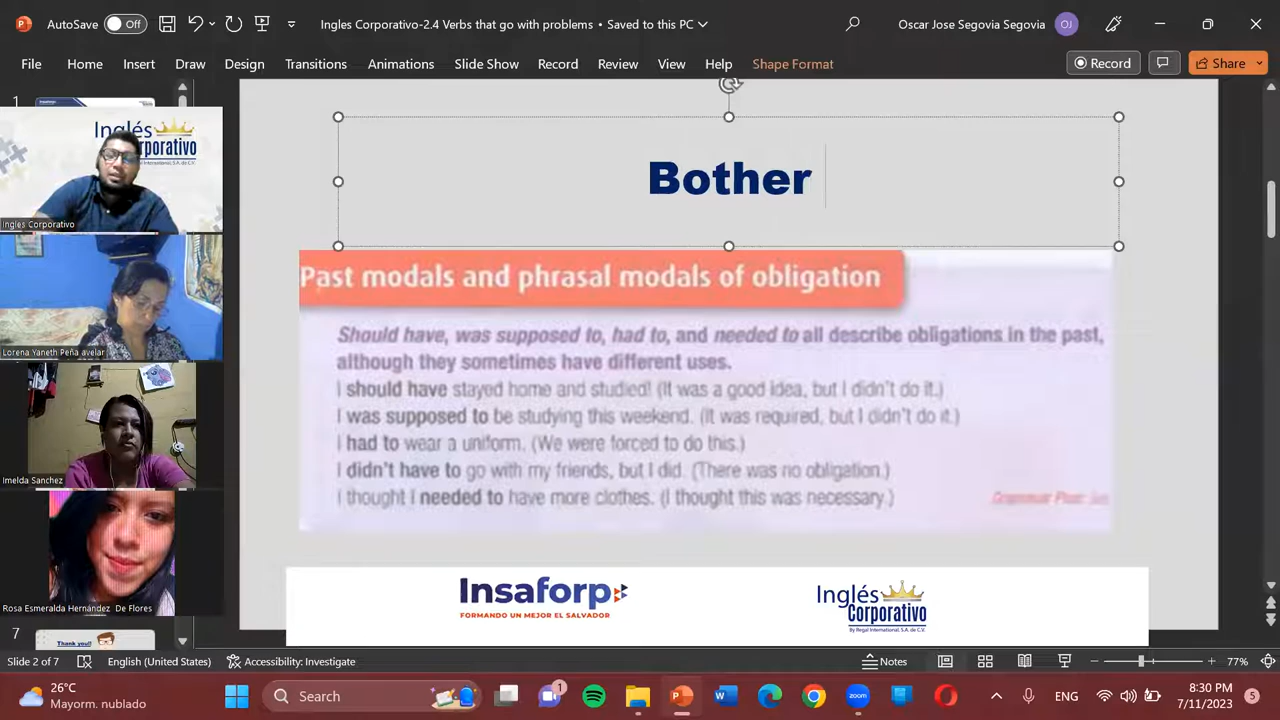 AutoSave Off Ingles Corporativo-2.4 Verbs that go with problems • Saved to this PC Oscar Jose Segovia Segovia OJ
File Home Insert Draw Design Transitions Animations Slide Show Record Review View Help Shape Format Record Share
1
Inglés
Corporativo
Ingles Corporativo
Lorena Yaneth Peña avelar
Imelda Sanchez
Rosa Esmeralda Hernández De Flores
7
Thank you!!
Bother
Past modals and phrasal modals of obligation
Should have, was supposed to, had to, and needed to all describe obligations in the past,
although they sometimes have different uses.
I should have stayed home and studied! (It was a good idea, but I didn't do it.)
I was supposed to be studying this weekend. (It was required, but I didn't do it.)
I had to wear a uniform. (We were forced to do this.)
I didn't have to go with my friends, but I did. (There was no obligation.)
I thought I needed to have more clothes. (I thought this was necessary.)
Grammar Plus
Insaforp
FORMANDO UN MEJOR EL SALVADOR
Inglés
Corporativo
By Regal International, S.A. de C.V.
Slide 2 of 7 English (United States) Accessibility: Investigate Notes 77%
26°C
Mayorm. nublado
Search
1
zoom
ENG
8:30 PM
7/11/2023
5